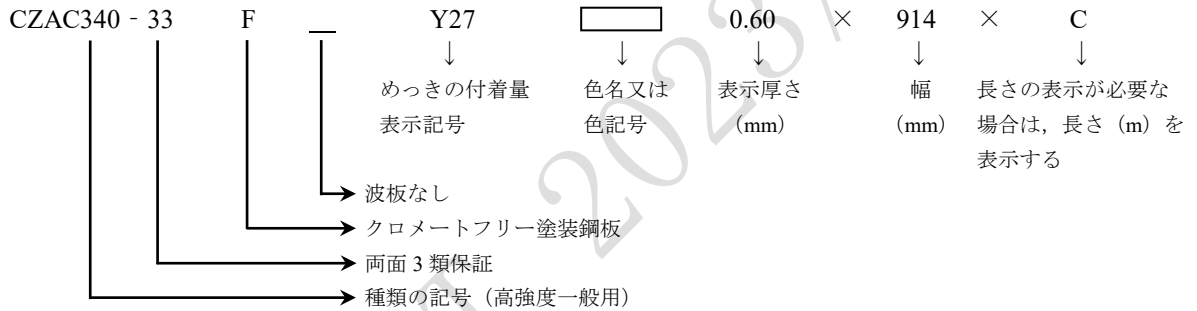 CZAC340 - 33 F Y27 0.60 × 914 × C
↓ ↓ ↓ ↓ ↓
めっきの付着量 色名又は 表示厚さ 幅 長さの表示が必要な
表示記号 色記号 （mm） （mm） 場合は，長さ（m）を
表示する
波板なし
クロメートフリー塗装鋼板
両面 3 類保証
種類の記号（高強度一般用）